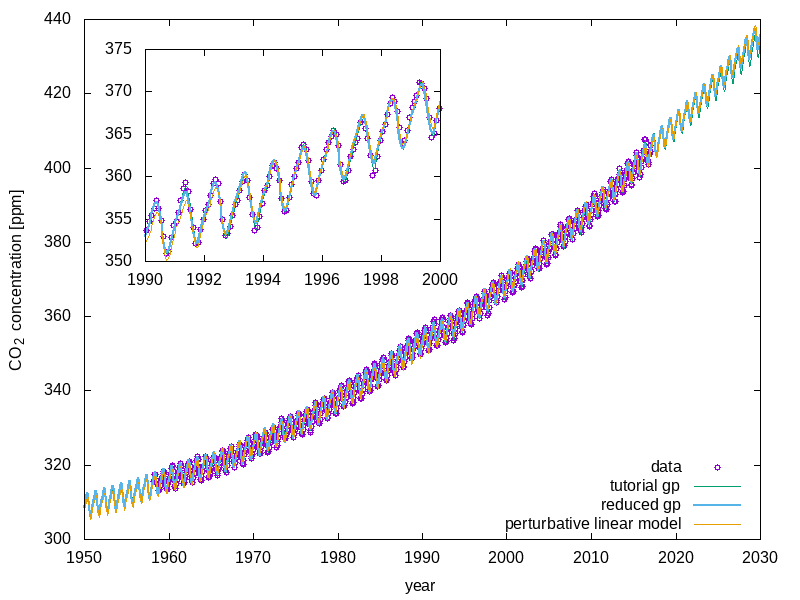 440
420
400
380
360
340
320
300
CO2 concentration [ppm]
1950 1960 1970 1980 1990 2000 2010 2020 2030
year
375
370
365
360
355
350
1990 1992 1994 1996 1998 2000
data
tutorial gp
reduced gp
perturbative linear model